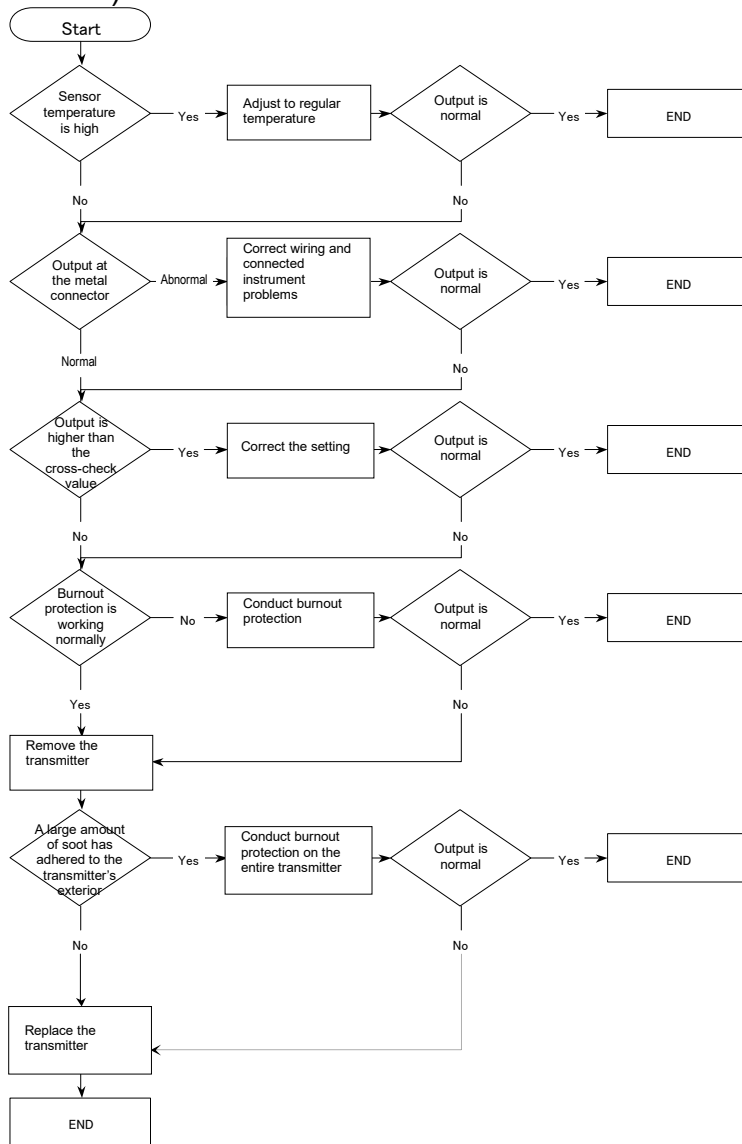 )
Start
Sensor
temperature
is high
Yes
Adjust to regular
temperature
Output is
normal
Yes
END
No
No
Output at
the metal
connector
Abnormal
Correct wiring and
connected
instrument
problems
Output is
normal
Yes
END
Normal
No
Output is
higher than
the
cross-check
value
Yes
Correct the setting
Output is
normal
Yes
END
No
No
Burnout
protection is
working
normally
No
Conduct burnout
protection
Output is
normal
Yes
END
Yes
No
Remove the
transmitter
A large amount
of soot has
adhered to the
transmitter's
exterior
Yes
Conduct burnout
protection on the
entire transmitter
Output is
normal
Yes
END
No
No
Replace the
transmitter
END